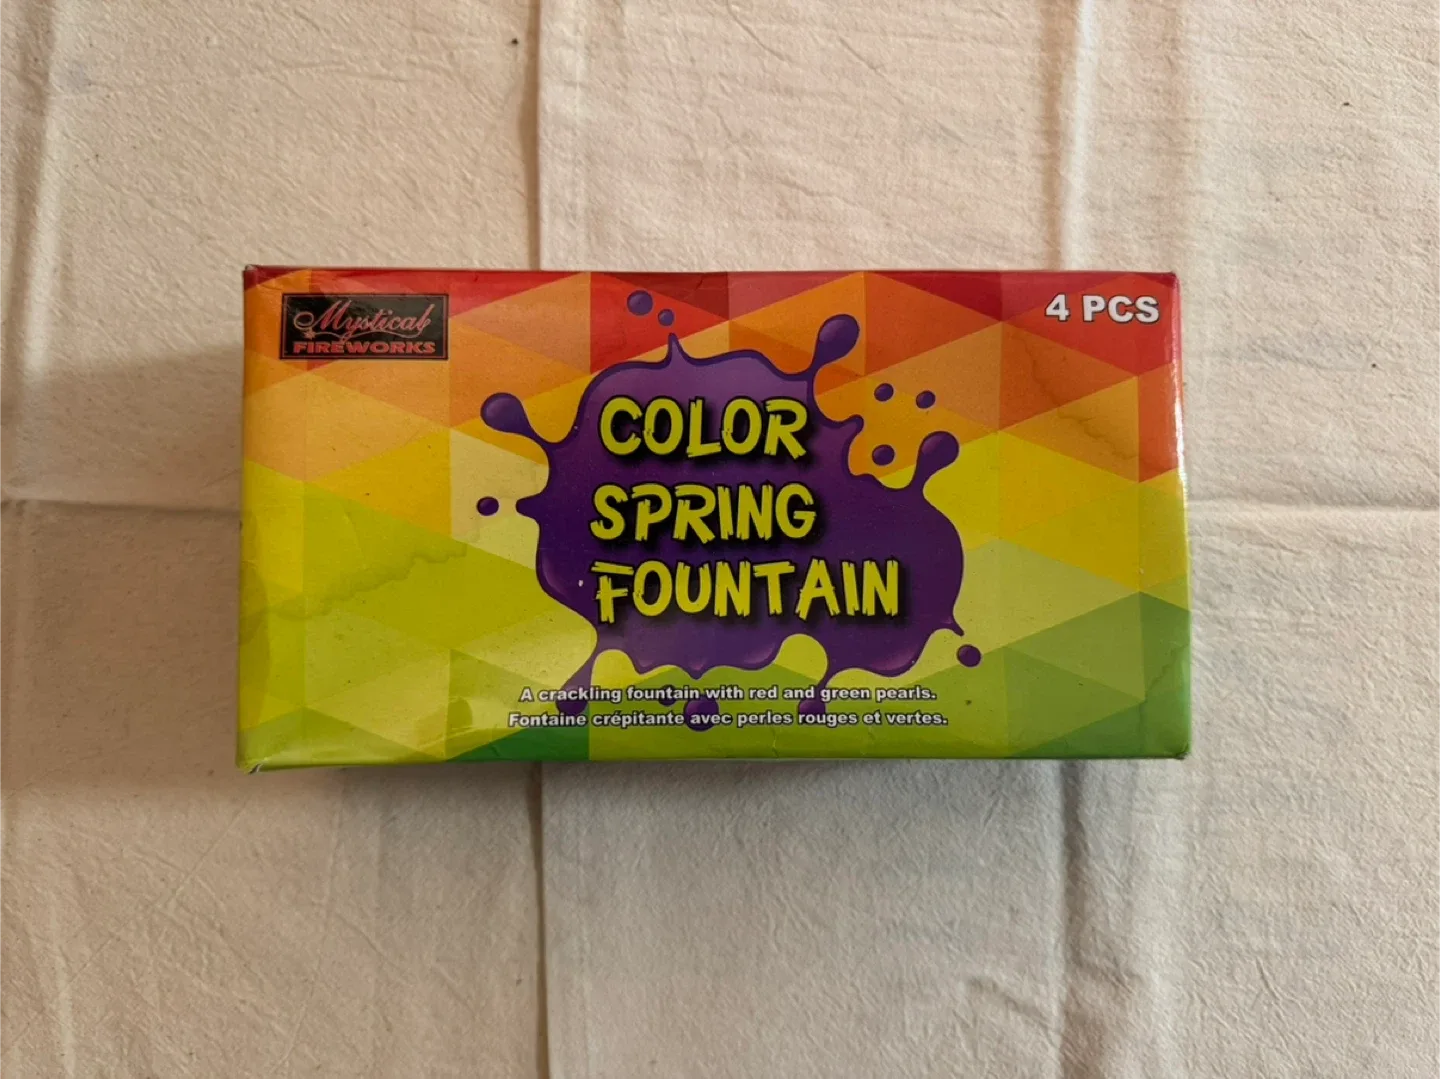 Mystical
FIREWORKS
4 PCS
COLOR
SPRING
FOUNTAIN
A crackling fountain with red and green pearls.
Fontaine crépitante avec perles rouges et vertes.